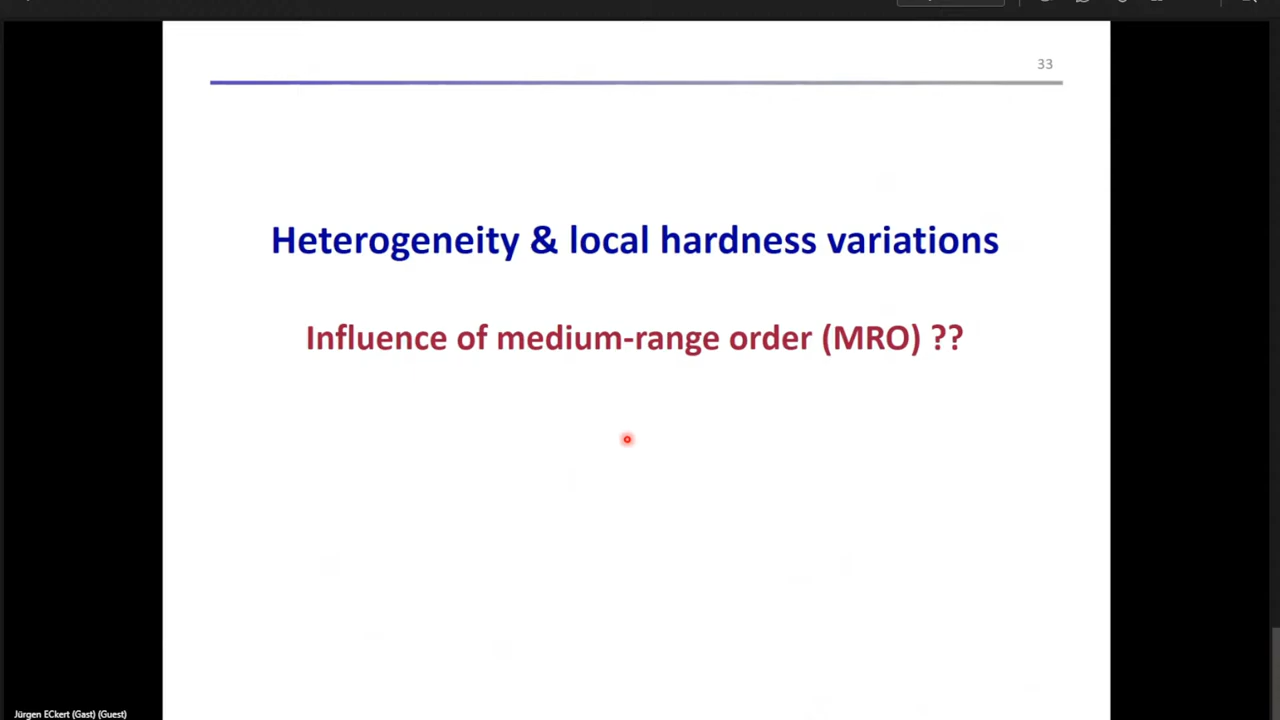 33
Heterogeneity & local hardness variations
Influence of medium-range order (MRO) ??
Jürgen ECkert (Gast) (Guest)